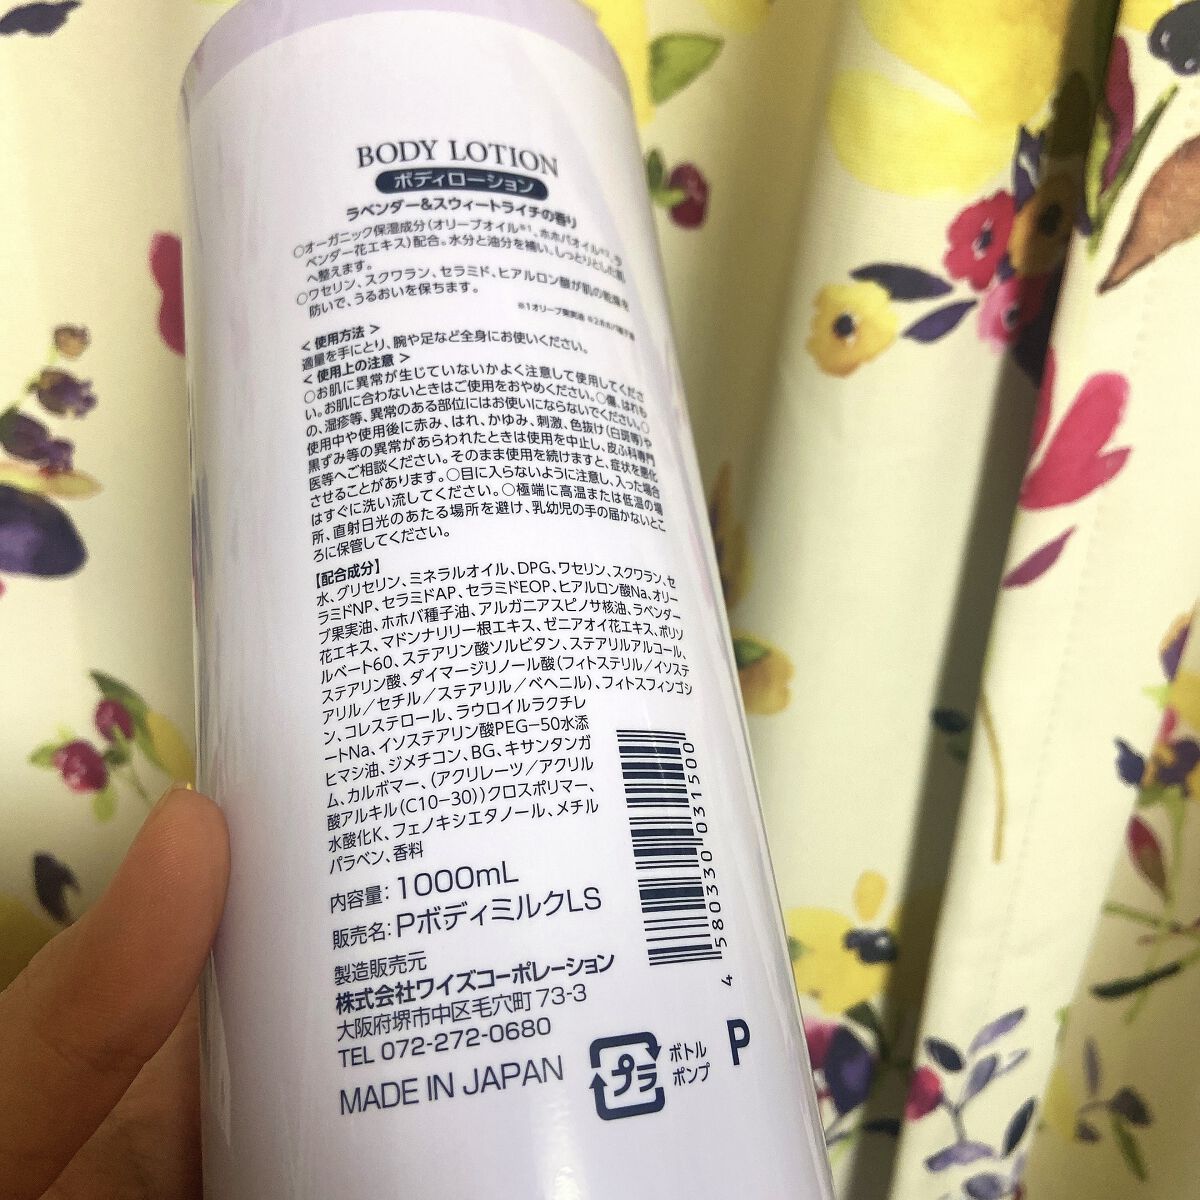 BODY LOTION
ボディローション
ラベンダー&スウィートライチの香り
○オーガニック保湿成分(オリーブオイル※1、ホホバオイル※2、ラ
ベンダー花エキス)配合。水分と油分を補い、しっとりとした肌
へ整えます。
○ワセリン、スクワラン、セラミド、ヒアルロン酸が肌の乾燥を
防いで、うるおいを保ちます。
※1オリーブ果実油 ※2ホホバ種子油
< 使用方法 >
適量を手にとり、腕や足など全身にお使いください。
< 使用上の注意 >
○お肌に異常が生じていないかよく注意して使用してくださ
い。お肌に合わないときはご使用をおやめください。○傷、はれも
の、湿疹等、異常のある部位にはお使いにならないでください。○
使用中や使用後に赤み、はれ、かゆみ、刺激、色抜け(白斑等)や
黒ずみ等の異常があらわれたときは使用を中止し、皮ふ科専門
医等へご相談ください。そのまま使用を続けますと、症状を悪化
させることがあります。○目に入らないように注意し、入った場合
はすぐに洗い流してください。○極端に高温または低温の場
所、直射日光のあたる場所を避け、乳幼児の手の届かないとこ
ろに保管してください。
【配合成分】
水、グリセリン、ミネラルオイル、DPG、ワセリン、スクワラン、セ
ラミドNP、セラミドAP、セラミドEOP、ヒアルロン酸Na、オリー
ブ果実油、ホホバ種子油、アルガニアスピノサ核油、ラベンダー
花エキス、マドンナリリー根エキス、ゼニアオイ花エキス、ポリソ
ルベート60、ステアリン酸ソルビタン、ステアリルアルコール、
ステアリン酸、ダイマージリノール酸(フィトステリル/イソステ
アリル/セチル/ステアリル/ベヘニル)、フィトスフィンゴシ
ン、コレステロール、ラウロイルラクチレ
ートNa、イソステアリン酸PEG-50水添
ヒマシ油、ジメチコン、BG、キサンタンガ
ム、カルボマー、(アクリレーツ/アクリル
酸アルキル(C10-30))クロスポリマー、
水酸化K、フェノキシエタノール、メチル
パラベン、香料
内容量: 1000mL
販売名: PボディミルクLS
製造販売元
株式会社ワイズコーポレーション
大阪府堺市中区毛穴町 73-3
TEL 072-272-0680
MADE IN JAPAN
4 580330 031500
プラ
ボトル
ポンプ
P